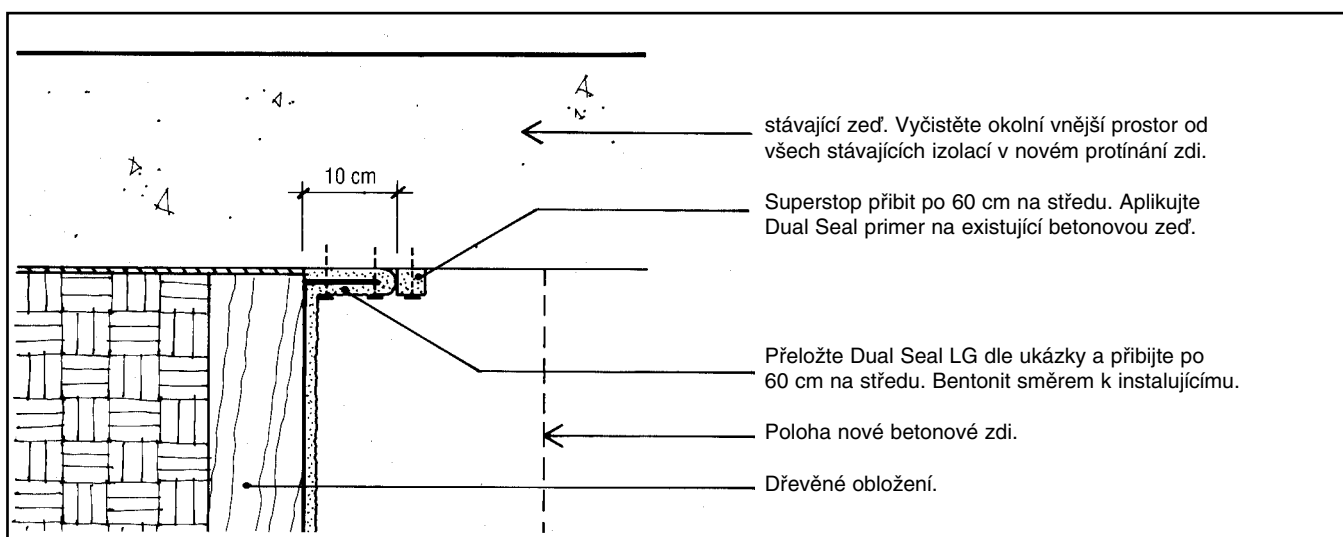 stávající zeď. Vyčistěte okolní vnější prostor od
všech stávajících izolací v novém protínání zdi.
10 cm
Superstop přibit po 60 cm na středu. Aplikujte
Dual Seal primer na existující betonovou zeď.
Přeložte Dual Seal LG dle ukázky a přibijte po
60 cm na středu. Bentonit směrem k instalujícímu.
Poloha nové betonové zdi.
Dřevěné obložení.